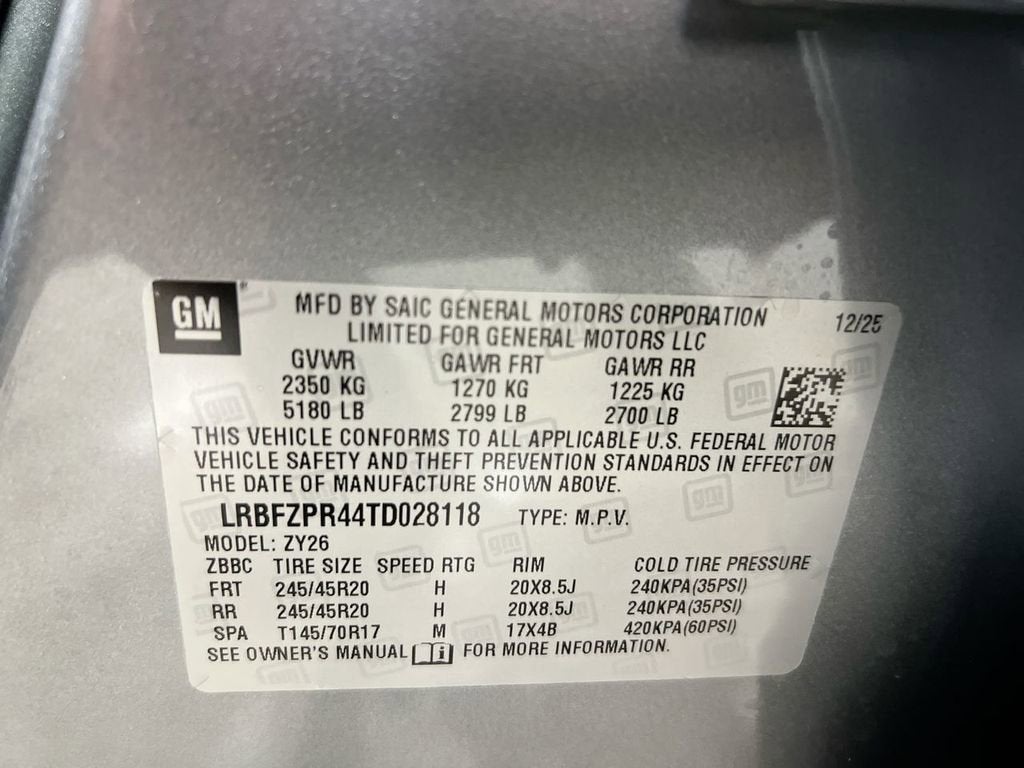 GM
MFD BY SAIC GENERAL MOTORS CORPORATION 12/25
LIMITED FOR GENERAL MOTORS LLC
GVWR GAWR FRT GAWR RR
2350 KG 1270 KG 1225 KG
5180 LB 2799 LB 2700 LB
THIS VEHICLE CONFORMS TO ALL APPLICABLE U.S. FEDERAL MOTOR
VEHICLE SAFETY AND THEFT PREVENTION STANDARDS IN EFFECT ON
THE DATE OF MANUFACTURE SHOWN ABOVE.
LRBFZPR44TD028118 TYPE: M.P.V.
MODEL: ZY26
ZBBC TIRE SIZE SPEED RTG RIM COLD TIRE PRESSURE
FRT 245/45R20 H 20X8.5J 240KPA(35PSI)
RR 245/45R20 H 20X8.5J 240KPA(35PSI)
SPA T145/70R17 M 17X4B 420KPA(60PSI)
SEE OWNER'S MANUAL i FOR MORE INFORMATION.